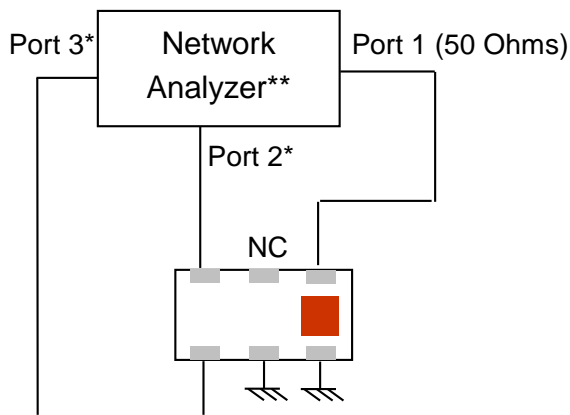 Port 3*
Network
Analyzer**
Port 1 (50 Ohms)
Port 2*
NC